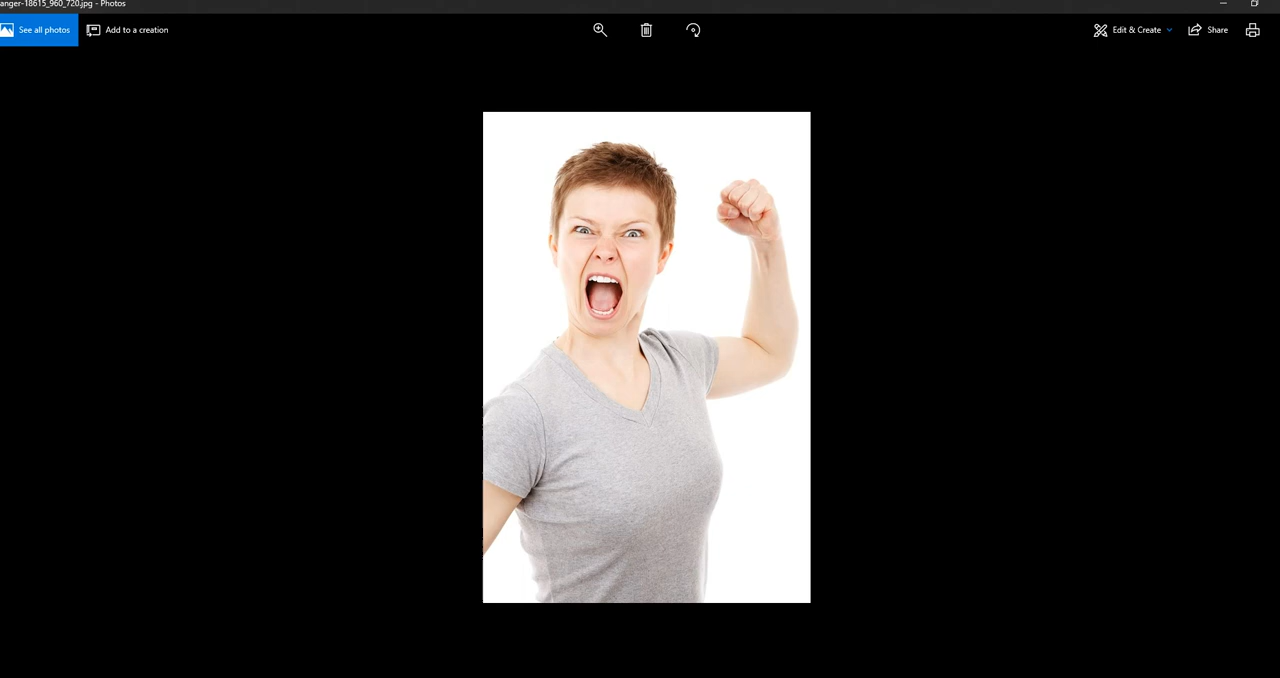 anger-18615_960_720.jpg - Photos
See all photos
Add to a creation
Edit & Create
Share